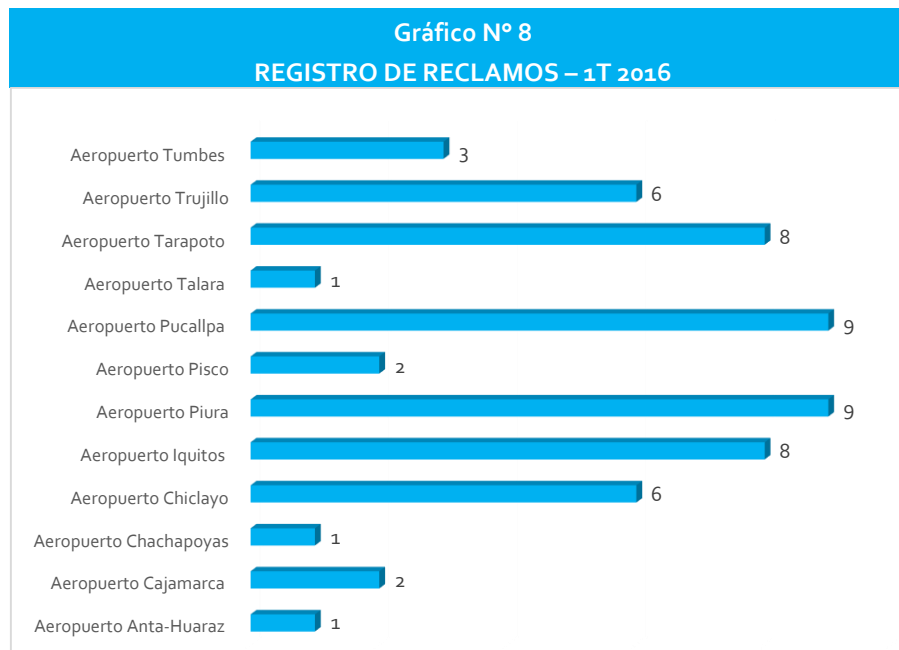 Gráfico N° 8
REGISTRO DE RECLAMOS – 1T 2016
Aeropuerto Tumbes 3
Aeropuerto Trujillo 6
Aeropuerto Tarapoto 8
Aeropuerto Talara 1
Aeropuerto Pucallpa 9
Aeropuerto Pisco 2
Aeropuerto Piura 9
Aeropuerto Iquitos 8
Aeropuerto Chiclayo 6
Aeropuerto Chachapoyas 1
Aeropuerto Cajamarca 2
Aeropuerto Anta-Huaraz 1